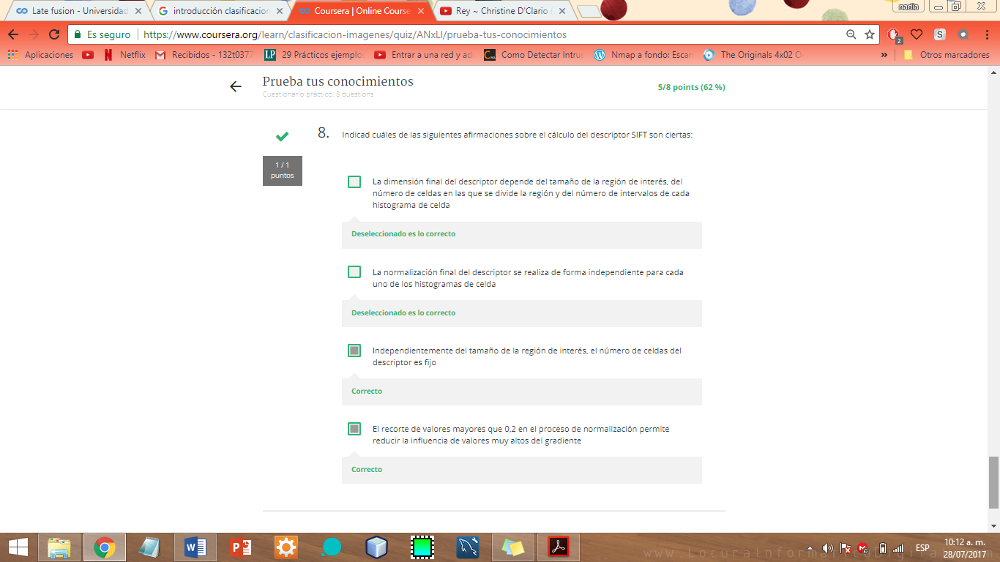 Late fusion - Universidad
introducción clasificacion
Coursera | Online Course
Rey ~ Christine D'Clario (
nadia
Es seguro
https://www.coursera.org/learn/clasificacion-imagenes/quiz/ANxLI/prueba-tus-conocimientos
2
Aplicaciones
Netflix
Recibidos - 132t0377
29 Prácticos ejemplo
Entrar a una red y ad
Como Detectar Intrus
Nmap a fondo: Escan
The Originals 4x02 O
»
Otros marcadores
Prueba tus conocimientos
Cuestionario práctico, 8 questions
5/8 points (62 %)
8.
Indicad cuáles de las siguientes afirmaciones sobre el cálculo del descriptor SIFT son ciertas:
1 / 1
puntos
La dimensión final del descriptor depende del tamaño de la región de interés, del
número de celdas en las que se divide la región y del número de intervalos de cada
histograma de celda
Deseleccionado es lo correcto
La normalización final del descriptor se realiza de forma independiente para cada
uno de los histogramas de celda
Deseleccionado es lo correcto
Independientemente del tamaño de la región de interés, el número de celdas del
descriptor es fijo
Correcto
El recorte de valores mayores que 0,2 en el proceso de normalización permite
reducir la influencia de valores muy altos del gradiente
Correcto
ESP
10:12 a. m.
28/07/2017